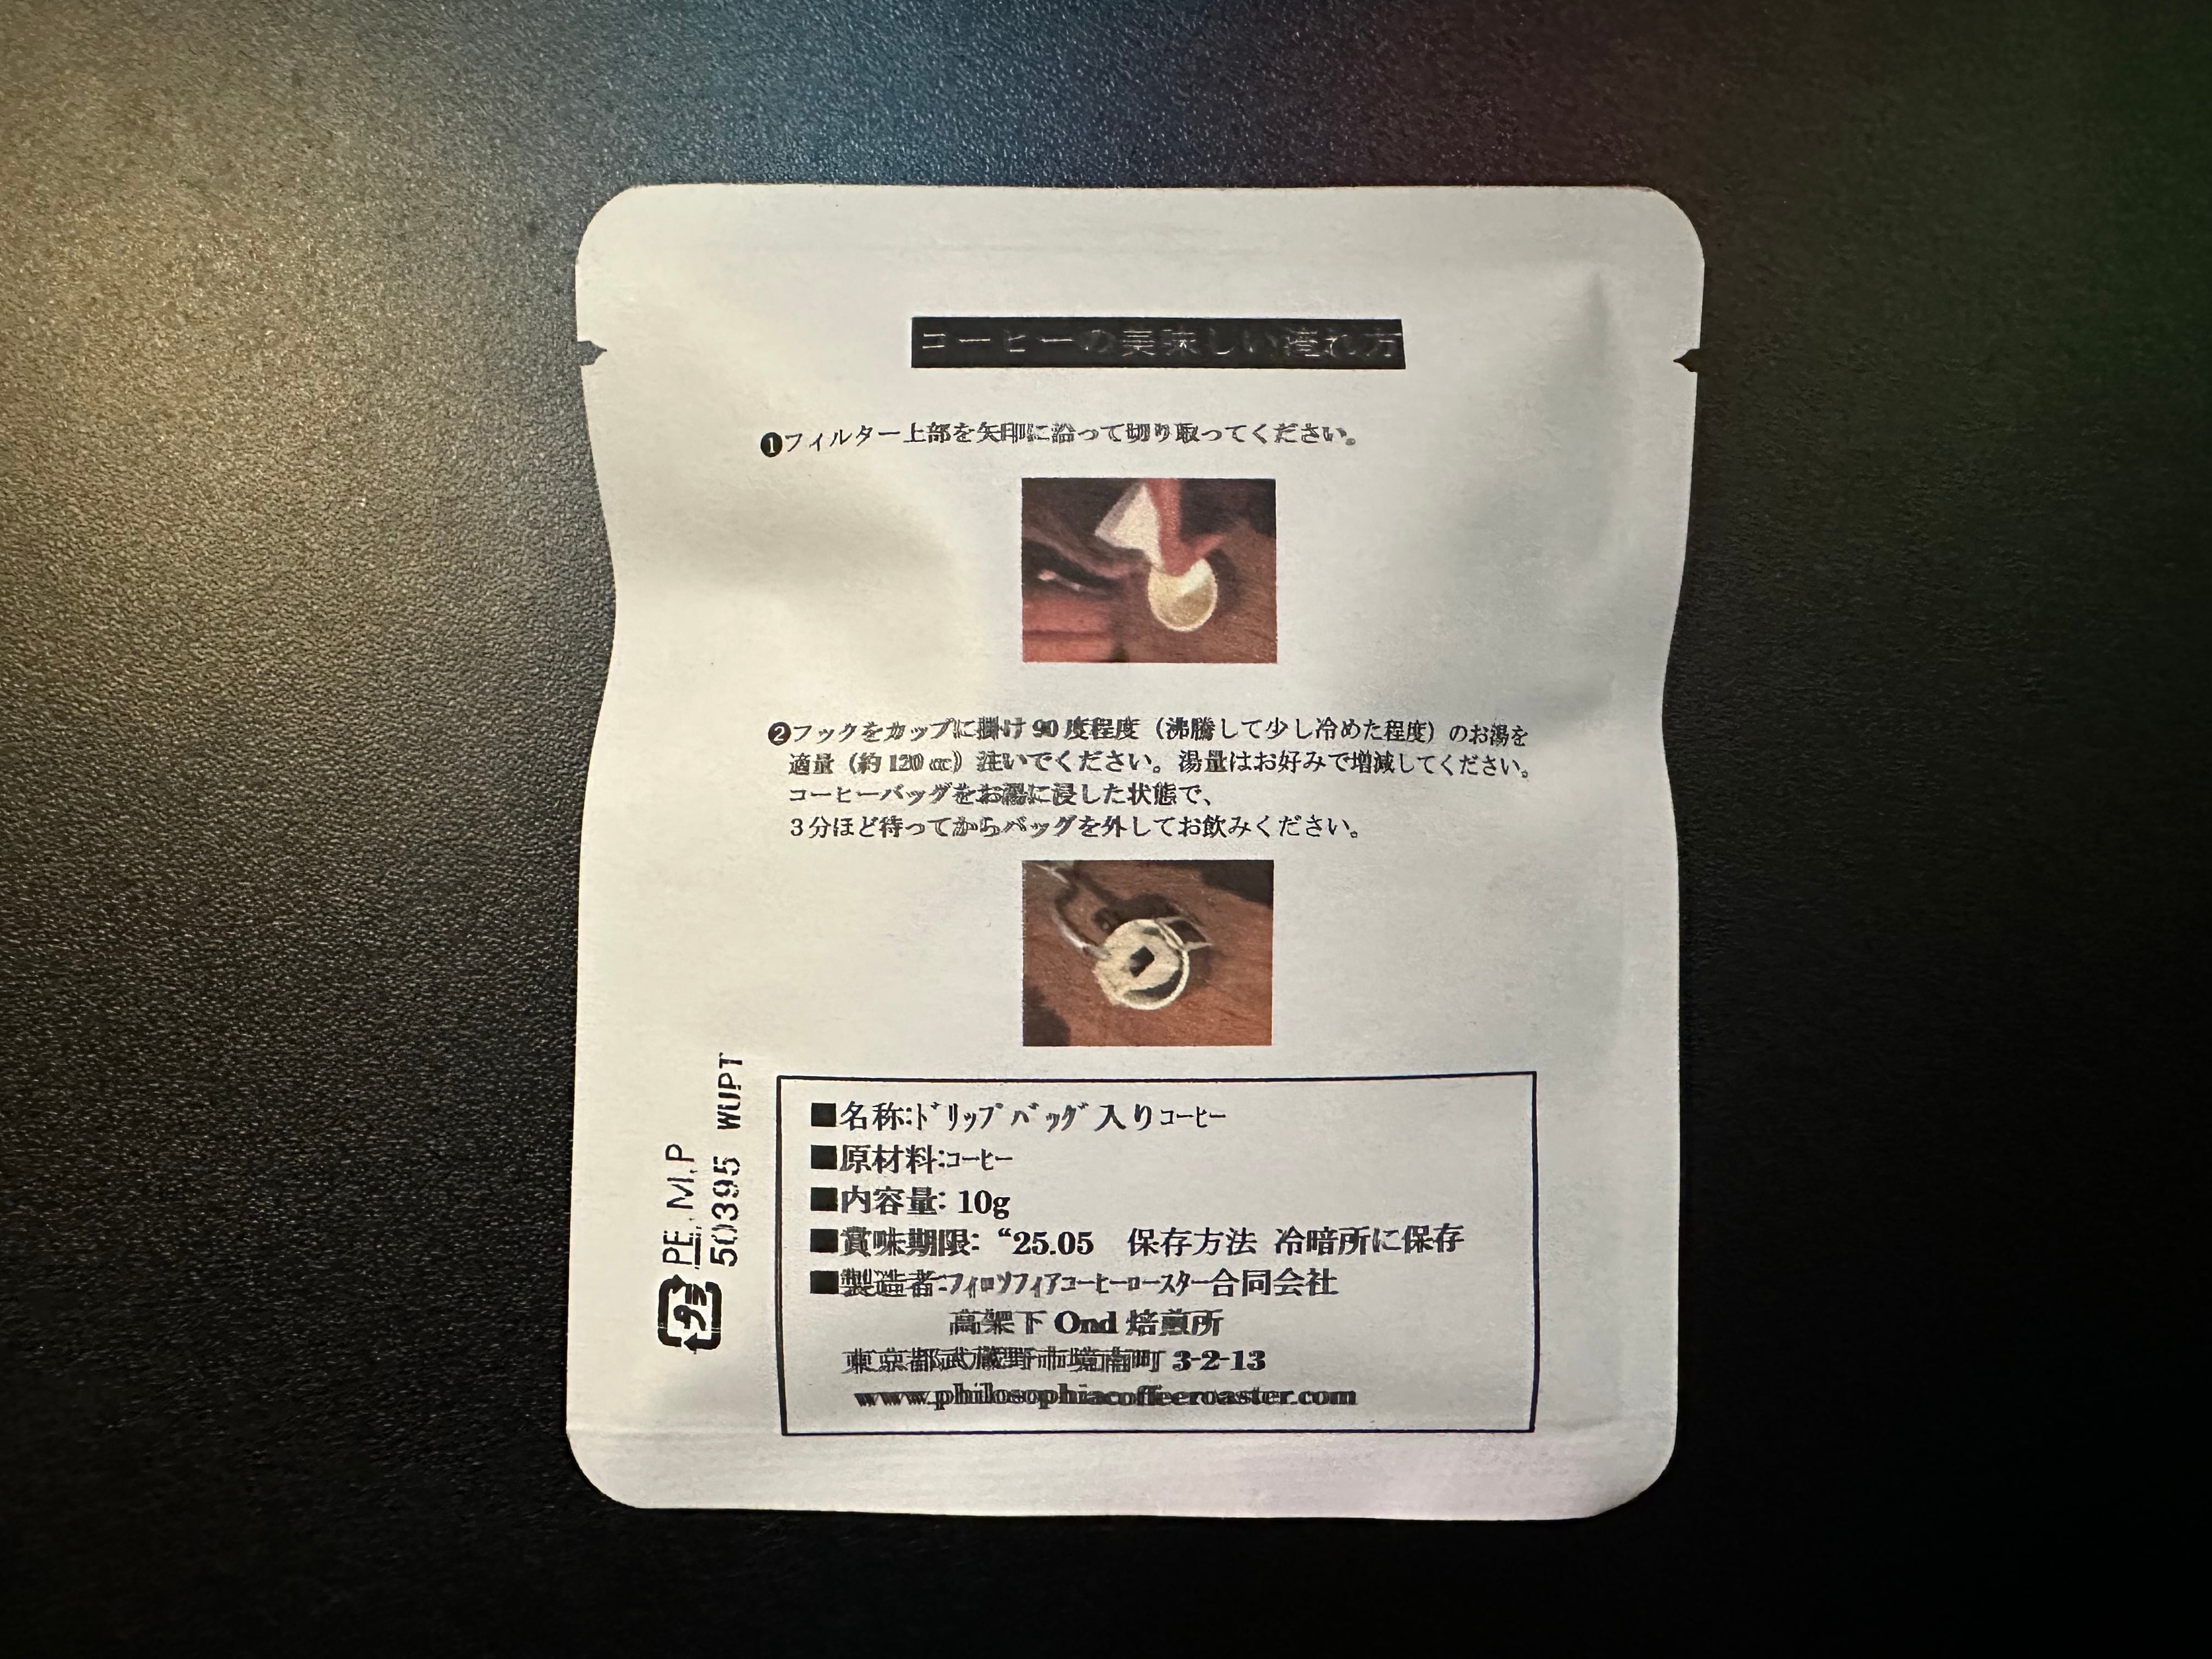 コーヒーの美味しい淹れ方
❶フィルター上部を矢印に沿って切り取ってください。
❷フックをカップに掛け90度程度（沸騰して少し冷めた程度）のお湯を
適量（約120cc）注いでください。湯量はお好みで増減してください。
コーヒーバッグをお湯に浸した状態で、
3分ほど待ってからバッグを外してお飲みください。
■名称:ﾄﾞﾘｯﾌﾟﾊﾞｯｸﾞ入りｺｰﾋｰ
■原材料:ｺｰﾋｰ
■内容量: 10g
■賞味期限: “25.05　保存方法 冷暗所に保存
■製造者:ﾌｨﾛｿﾌｨｱｺｰﾋｰﾛｰｽﾀｰ合同会社
高架下 Ond 焙煎所
東京都武蔵野市境南町 3-2-13
www.philosophiacoffeeroaster.com
プラ PE, M, P
503395 WUPT